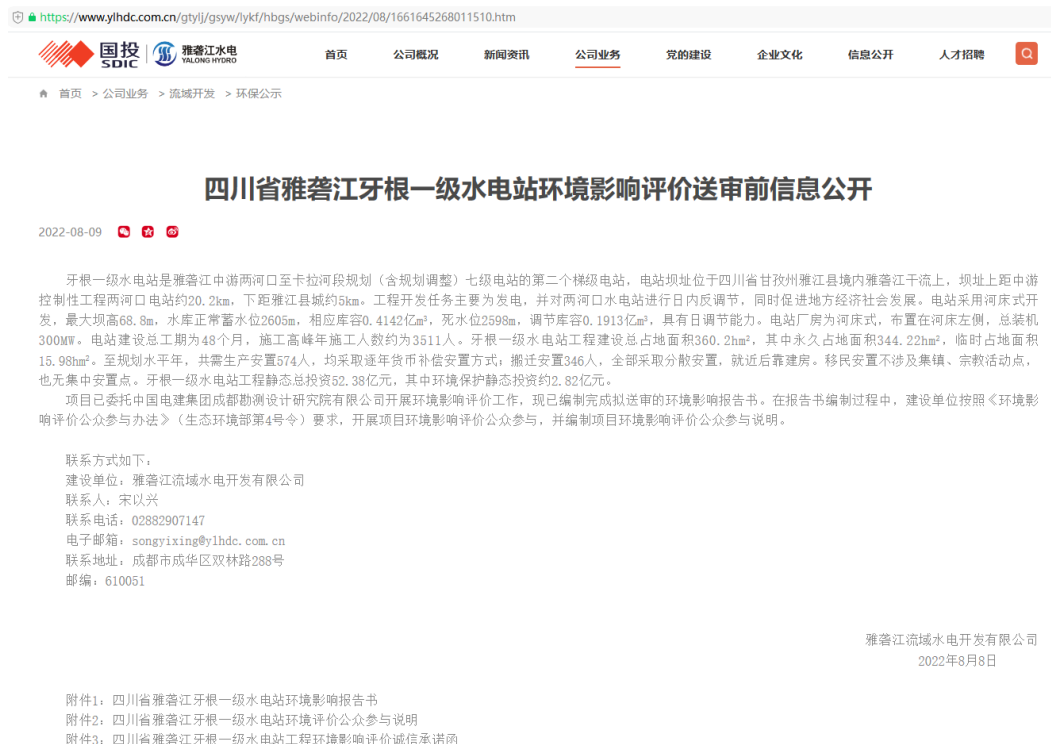 https://www.ylhdc.com.cn/gtylj/gsyw/lykf/hbgs/webinfo/2022/08/1661645268011510.htm
国投 SDIC 雅砻江水电 YALONG HYDRO 首页 公司概况 新闻资讯 公司业务 党的建设 企业文化 信息公开 人才招聘
首页 > 公司业务 > 流域开发 > 环保公示
四川省雅砻江牙根一级水电站环境影响评价送审前信息公开
2022-08-09
牙根一级水电站是雅砻江中游两河口至卡拉河段规划（含规划调整）七级电站的第二个梯级电站，电站坝址位于四川省甘孜州雅江县境内雅砻江干流上，坝址上距中游
控制性工程两河口电站约20.2km，下距雅江县城约5km。工程开发任务主要为发电，并对两河口水电站进行日内反调节，同时促进地方经济社会发展。电站采用河床式开
发，最大坝高68.8m，水库正常蓄水位2605m，相应库容0.4142亿m³，死水位2598m，调节库容0.1913亿m³，具有日调节能力。电站厂房为河床式，布置在河床左侧，总装机
300MW。电站建设总工期为48个月，施工高峰年施工人数约为3511人。牙根一级水电站工程建设总占地面积360.2hm²，其中永久占地面积344.22hm²，临时占地面积
15.98hm²。至规划水平年，共需生产安置574人，均采取逐年货币补偿安置方式；搬迁安置346人，全部采取分散安置，就近后靠建房。移民安置不涉及集镇、宗教活动点，
也无集中安置点。牙根一级水电站工程静态总投资52.38亿元，其中环境保护静态投资约2.82亿元。
项目已委托中国电建集团成都勘测设计研究院有限公司开展环境影响评价工作，现已编制完成拟送审的环境影响报告书。在报告书编制过程中，建设单位按照《环境影
响评价公众参与办法》（生态环境部第4号令）要求，开展项目环境影响评价公众参与，并编制项目环境影响评价公众参与说明。
联系方式如下：
建设单位：雅砻江流域水电开发有限公司
联系人：宋以兴
联系电话：02882907147
电子邮箱：songyixing@ylhdc.com.cn
联系地址：成都市成华区双林路288号
邮编：610051
雅砻江流域水电开发有限公司
2022年8月8日
附件1：四川省雅砻江牙根一级水电站环境影响报告书
附件2：四川省雅砻江牙根一级水电站环境评价公众参与说明
附件3：四川省雅砻江牙根一级水电站工程环境影响评价诚信承诺函